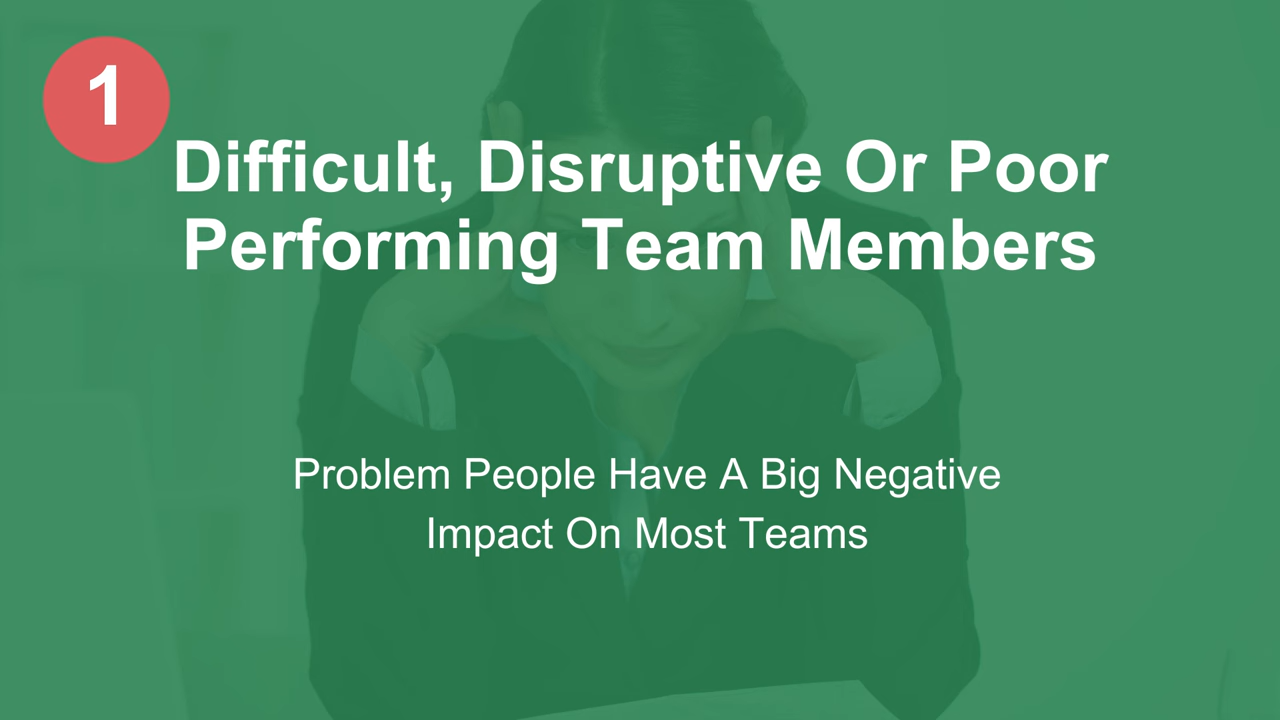 1
Difficult, Disruptive Or Poor
Performing Team Members
Problem People Have A Big Negative
Impact On Most Teams